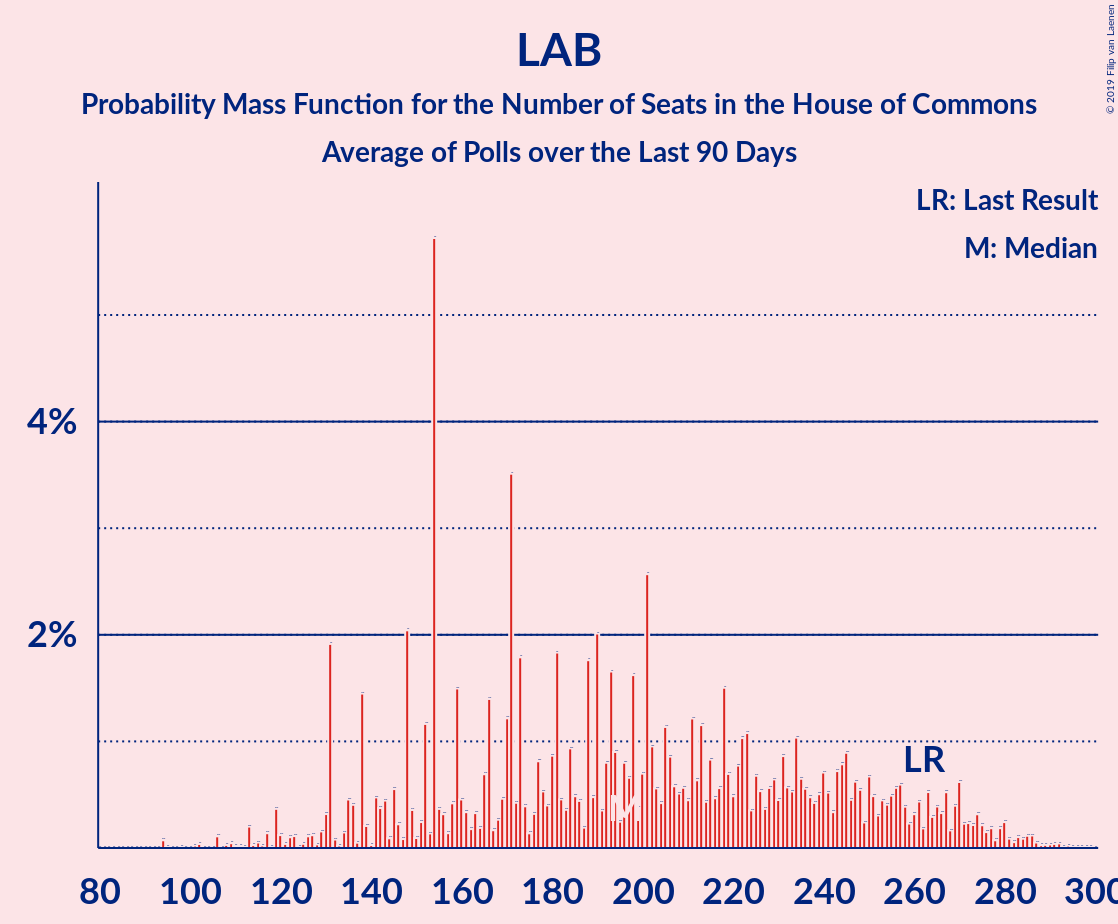 LAB
Probability Mass Function for the Number of Seats in the House of Commons
Average of Polls over the Last 90 Days
© 2019 Filip van Laenen
LR: Last Result
M: Median
4%
2%
LR
M
80 100 120 140 160 180 200 220 240 260 280 300